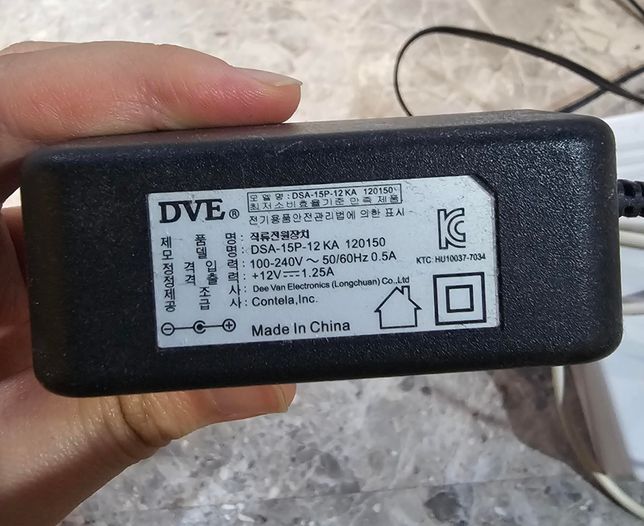 DVE®
모델명 : DSA-15P-12 KA 120150
최저소비효율기준 만족 제품
전기용품안전관리법에 의한 표시
제품명 : 직류전원장치
모델명 : DSA-15P-12 KA 120150
정격입력 : 100-240V ~ 50/60Hz 0.5A
정격출력 : +12V⎓1.25A
제조사 : Dee Van Electronics (Longchuan) Co.,Ltd
공급사 : Contela,Inc.
KTC HU10037-7034
Made In China